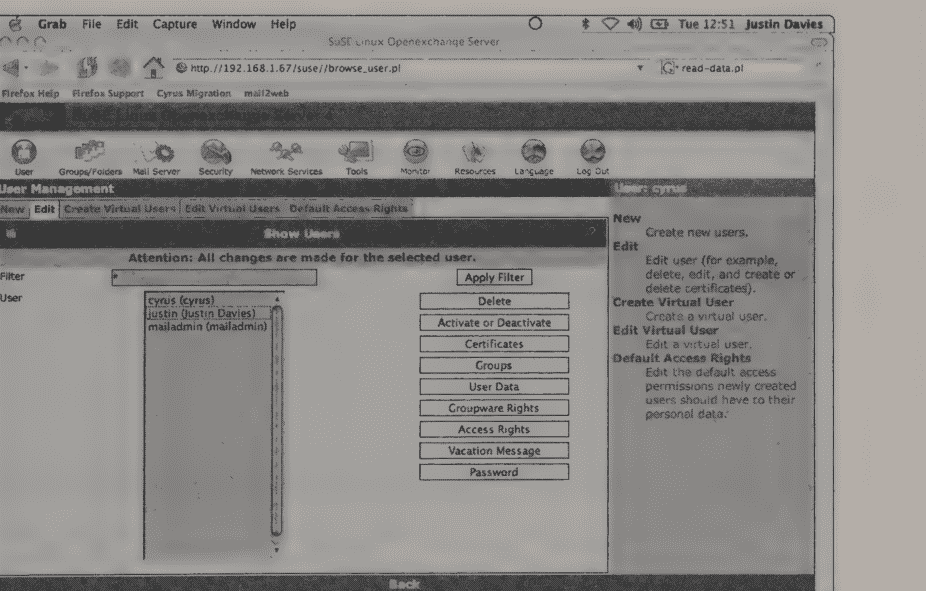 Grab File Edit Capture Window Help Tue 12:51 Justin Davies
SuSE Linux Openexchange Server
http://192.168.1.67/suse//browse_user.pl read-data.pl
Firefox Help Firefox Support Cyrus Migration mail2web
SuSE Linux Openexchange Server 4
User Groups/Folders Mail Server Security Network Services Tools Monitor Resources Language Log Out
User Management User: cyrus
New Edit Create Virtual Users Edit Virtual Users Default Access Rights
Show Users ?
Attention: All changes are made for the selected user.
Filter * Apply Filter
User
cyrus (cyrus)
justin (Justin Davies)
mailadmin (mailadmin)
Delete
Activate or Deactivate
Certificates
Groups
User Data
Groupware Rights
Access Rights
Vacation Message
Password
New
Create new users.
Edit
Edit user (for example,
delete, edit, and create or
delete certificates).
Create Virtual User
Create a virtual user.
Edit Virtual User
Edit a virtual user.
Default Access Rights
Edit the default access
permissions newly created
users should have to their
personal data.
Back